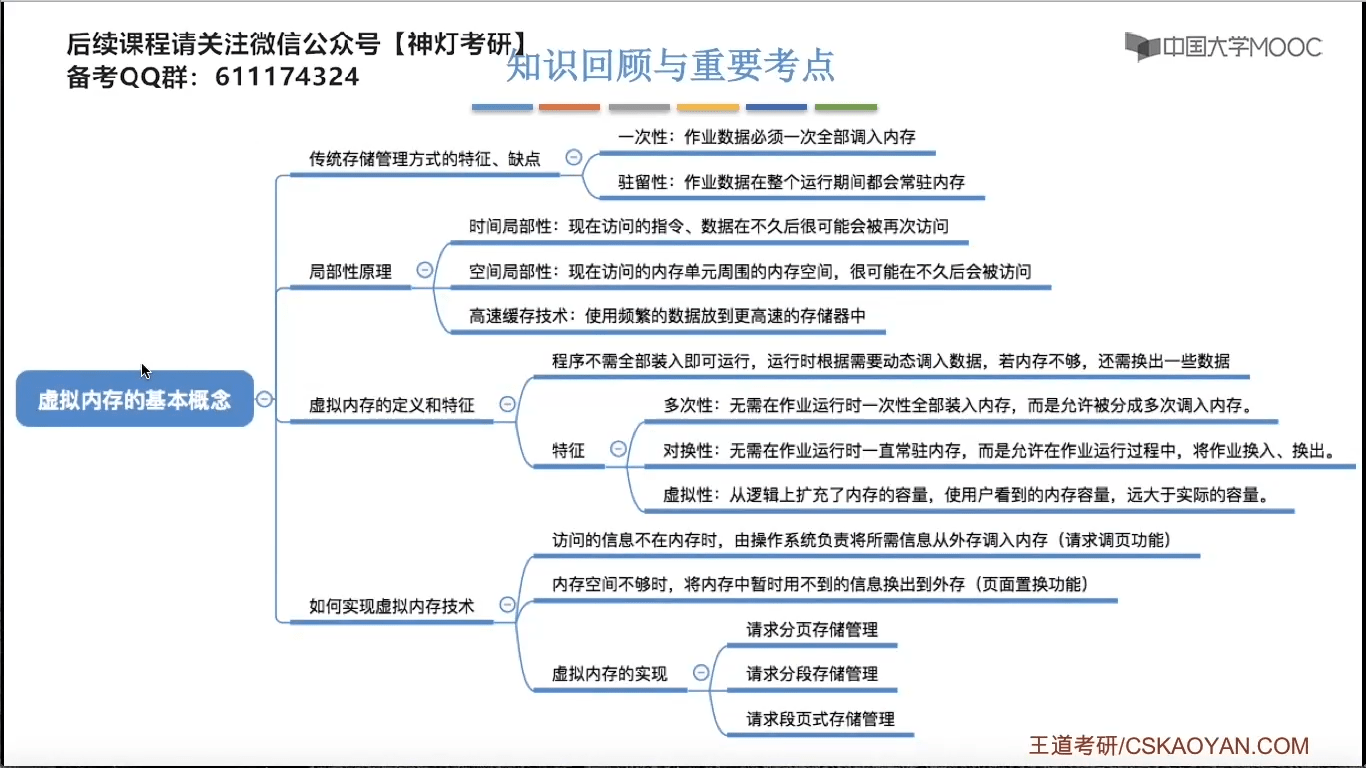 后续课程请关注微信公众号【神灯考研】
备考QQ群：611174324
知识回顾与重要考点
中国大学MOOC
虚拟内存的基本概念
传统存储管理方式的特征、缺点
一次性：作业数据必须一次全部调入内存
驻留性：作业数据在整个运行期间都会常驻内存
局部性原理
时间局部性：现在访问的指令、数据在不久后很可能会被再次访问
空间局部性：现在访问的内存单元周围的内存空间，很可能在不久后会被访问
高速缓存技术：使用频繁的数据放到更高速的存储器中
虚拟内存的定义和特征
程序不需全部装入即可运行，运行时根据需要动态调入数据，若内存不够，还需换出一些数据
特征
多次性：无需在作业运行时一次性全部装入内存，而是允许被分成多次调入内存。
对换性：无需在作业运行时一直常驻内存，而是允许在作业运行过程中，将作业换入、换出。
虚拟性：从逻辑上扩充了内存的容量，使用户看到的内存容量，远大于实际的容量。
如何实现虚拟内存技术
访问的信息不在内存时，由操作系统负责将所需信息从外存调入内存（请求调页功能）
内存空间不够时，将内存中暂时用不到的信息换出到外存（页面置换功能）
虚拟内存的实现
请求分页存储管理
请求分段存储管理
请求段页式存储管理
王道考研/CSKAOYAN.COM